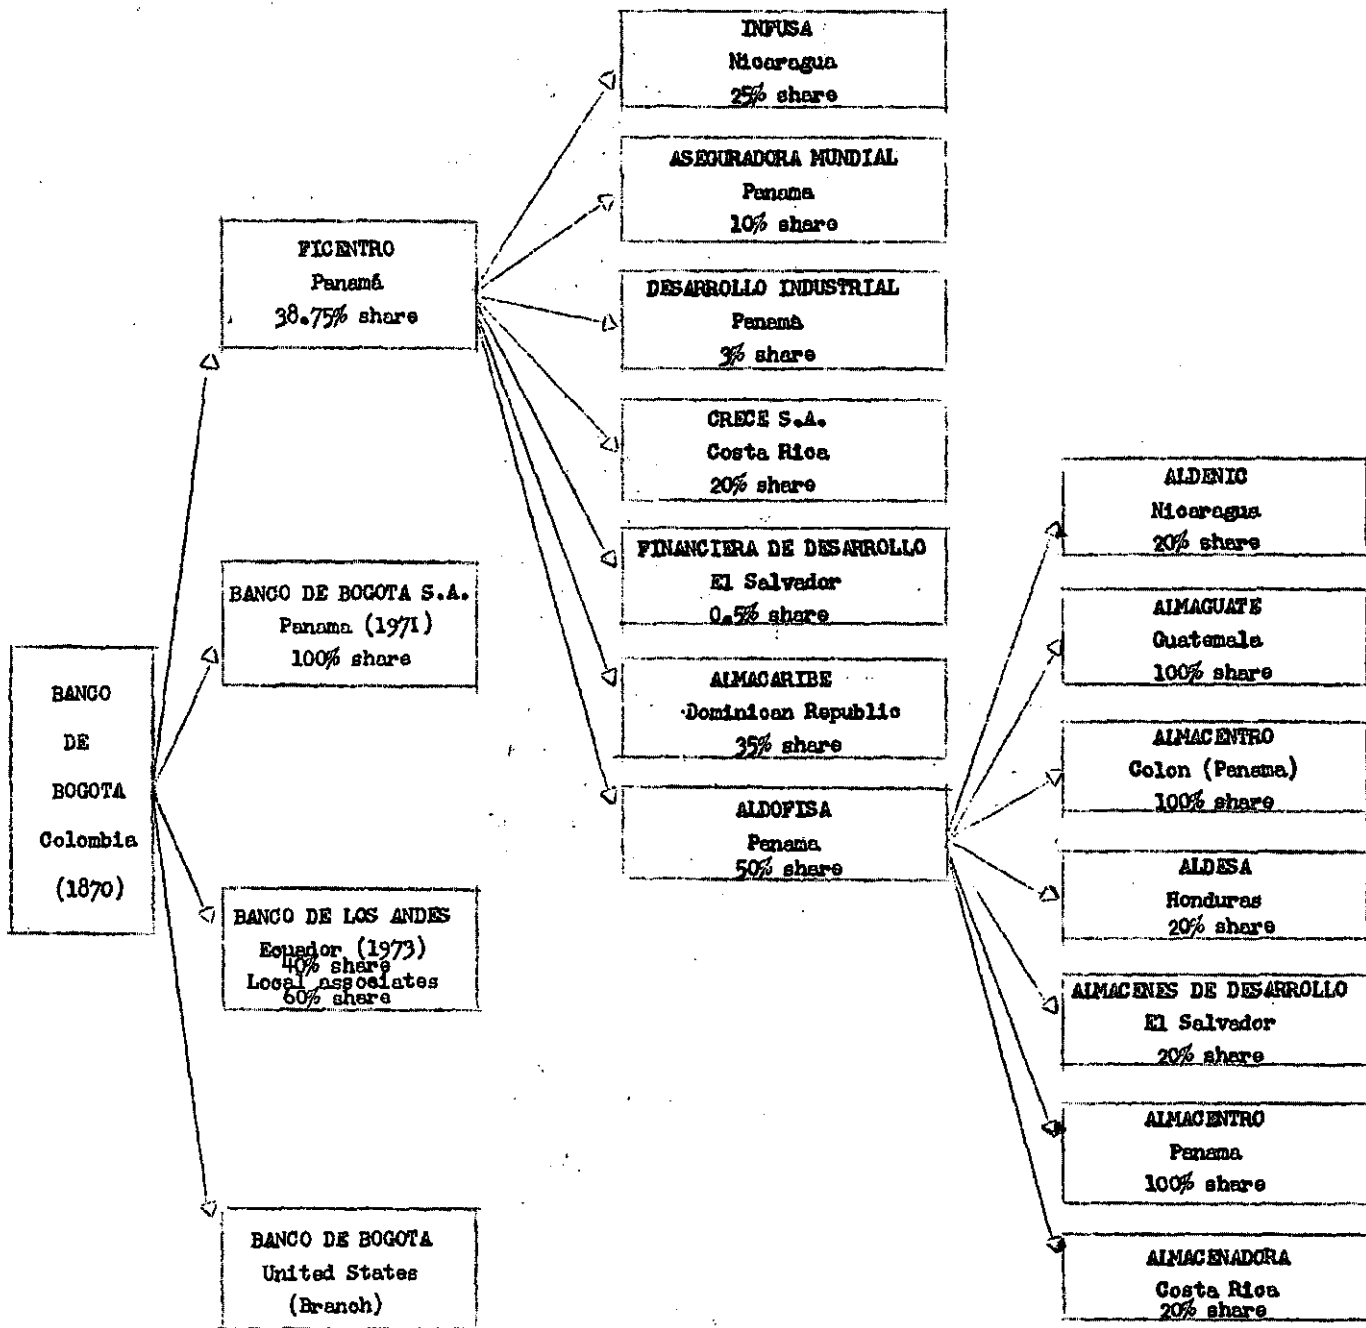 INFUSA
Nicaragua
25% share
ASEGURADORA MUNDIAL
Panama
10% share
FICENTRO
Panamá
38.75% share
DESARROLLO INDUSTRIAL
Panama
3% share
CRECE S.A.
Costa Rica
20% share
ALDENIC
Nicaragua
20% share
FINANCIERA DE DESARROLLO
El Salvador
0.5% share
BANCO DE BOGOTA S.A.
Panama (1971)
100% share
ALMAGUATE
Guatemala
100% share
BANCO
DE
BOGOTA
Colombia
(1870)
ALMACARIBE
Dominican Republic
35% share
ALMACENTRO
Colon (Panama)
100% share
ALDOFISA
Panama
50% share
ALDESA
Honduras
20% share
BANCO DE LOS ANDES
Ecuador (1973)
40% share
Local associates
60% share
ALMACENES DE DESARROLLO
El Salvador
20% share
ALMACENTRO
Panama
100% share
BANCO DE BOGOTA
United States
(Branch)
ALMACENADORA
Costa Rica
20% share